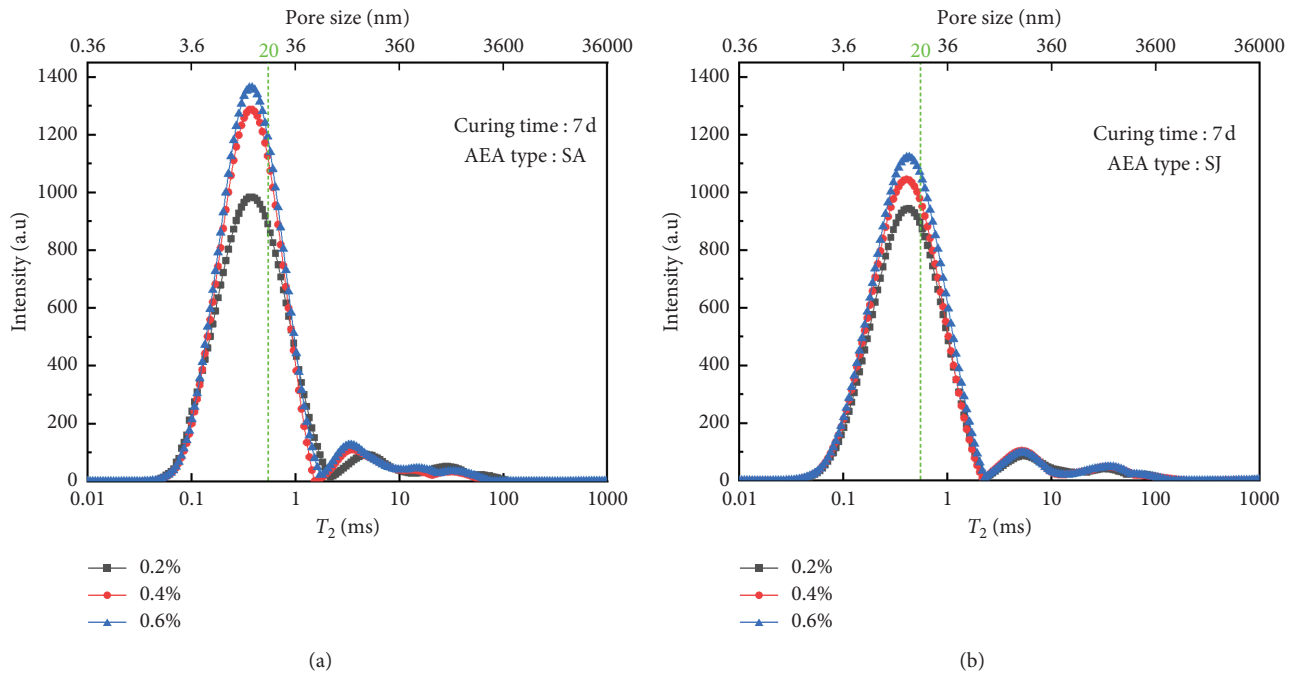 Pore size (nm)
0.36 3.6 36 360 3600 36000
20
1400
1200
1000
800
600
400
200
0
Intensity (a.u)
Curing time : 7 d
AEA type : SA
0.01 0.1 1 10 100 1000
T2 (ms)
0.2%
0.4%
0.6%
(a)
Pore size (nm)
0.36 3.6 36 360 3600 36000
20
1400
1200
1000
800
600
400
200
0
Intensity (a.u)
Curing time : 7 d
AEA type : SJ
0.01 0.1 1 10 100 1000
T2 (ms)
0.2%
0.4%
0.6%
(b)